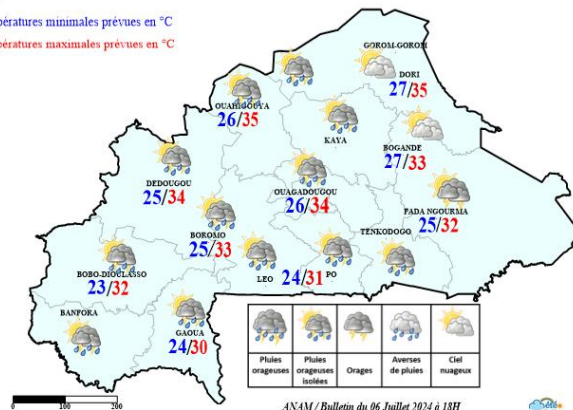 pératures minimales prévues en °C
pératures maximales prévues en °C
GOROM-GOROM
DORI
27/35
OUAHIGOUYA
26/35
KAYA
BOGANDE
27/33
DEDOUGOU
25/34
OUAGADOUGOU
26/34
FADA NGOURMA
25/32
BOROMO
25/33
TENKODOGO
BOBO-DIOULASSO
23/32
LEO
24/31
PO
BANFORA
GAOUA
24/30
Pluies orageuses
Pluies orageuses isolées
Orages
Averses de pluies
Ciel nuageux
0 100 200
ANAM / Bulletin du 06 Juillet 2024 à 18H